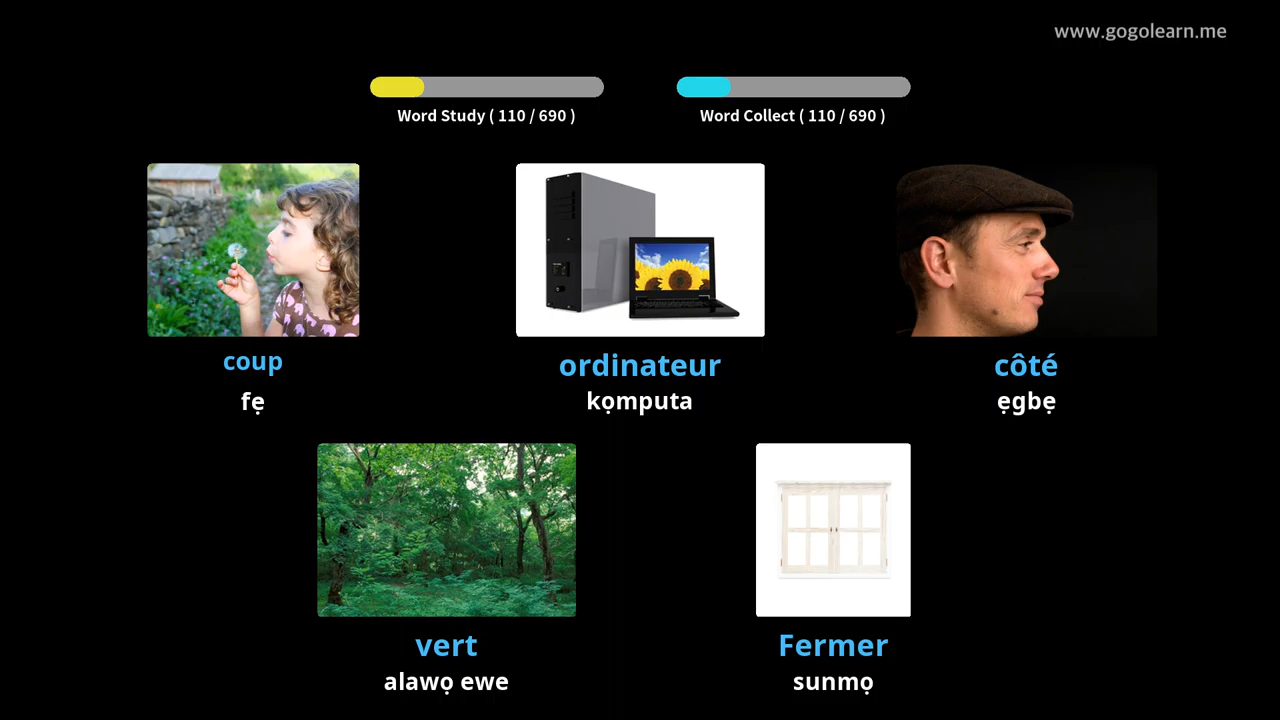 www.gogolearn.me
Word Study ( 110 / 690 )
Word Collect ( 110 / 690 )
coup
fẹ
ordinateur
kọmputa
côté
ẹgbẹ
vert
alawọ ewe
Fermer
sunmọ